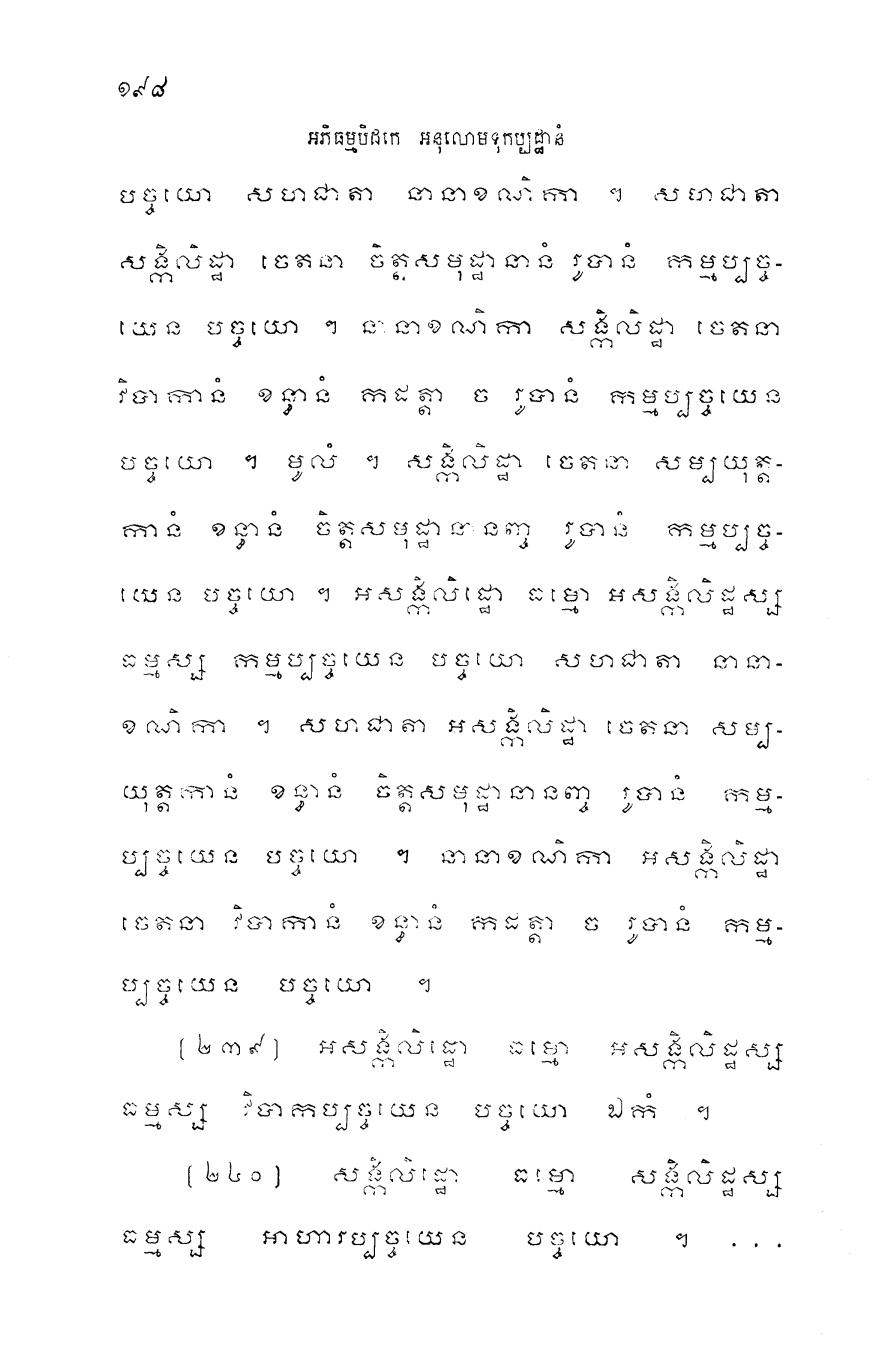 ១៩៨
អភិធម្មបិដកេ អនុលោមទុកប្បដ្ឋានំ
បច្ចយោ សហជាតា នានាខណិកា ។ សហជាតា
សង្កិលិដ្ឋា ចេតនា ចិត្តសមុដ្ឋានានំ រូបានំ កម្មប្បច្ច-
យេន បច្ចយោ ។ នានាខណិកា សង្កិលិដ្ឋា ចេតនា
វិបាកានំ ខន្ធានំ កដត្តា ច រូបានំ កម្មប្បច្ចយេន
បច្ចយោ ។ មូលំ ។ សង្កិលិដ្ឋា ចេតនា សម្បយុត្ត-
កានំ ខន្ធានំ ចិត្តសមុដ្ឋានានញ្ច រូបានំ កម្មប្បច្ច-
យេន បច្ចយោ ។ អសង្កិលិដ្ឋោ ធម្មោ អសង្កិលិដ្ឋស្ស
ធម្មស្ស កម្មប្បច្ចយេន បច្ចយោ សហជាតា នានា-
ខណិកា ។ សហជាតា អសង្កិលិដ្ឋា ចេតនា សម្ប-
យុត្តកានំ ខន្ធានំ ចិត្តសមុដ្ឋានានញ្ច រូបានំ កម្ម-
ប្បច្ចយេន បច្ចយោ ។ នានាខណិកា អសង្កិលិដ្ឋា
ចេតនា វិបាកានំ ខន្ធានំ កដត្តា ច រូបានំ កម្ម-
ប្បច្ចយេន បច្ចយោ ។
[២៣៩] អសង្កិលិដ្ឋោ ធម្មោ អសង្កិលិដ្ឋស្ស
ធម្មស្ស វិបាកប្បច្ចយេន បច្ចយោ ឯកំ ។
[២៤០] សង្កិលិដ្ឋោ ធម្មោ សង្កិលិដ្ឋស្ស
ធម្មស្ស អាហារប្បច្ចយេន បច្ចយោ ។ ...